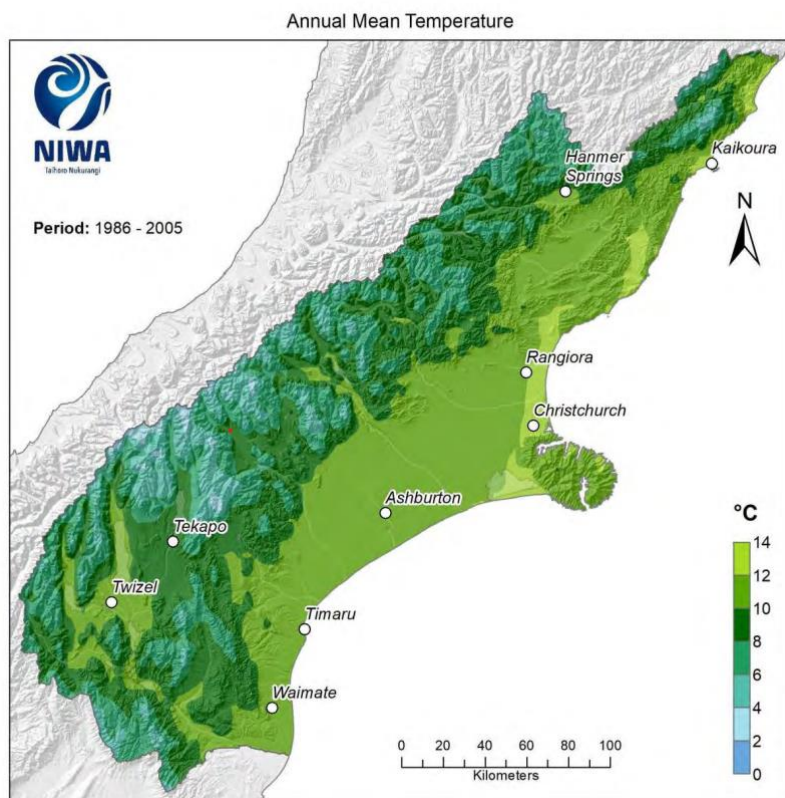 Annual Mean Temperature
NIWA
Taihoro Nukurangi
Period: 1986 - 2005
Hanmer
Springs
Kaikoura
N
Rangiora
Christchurch
Ashburton
Tekapo
Twizel
Timaru
Waimate
°C
14
12
10
8
6
4
2
0
0 20 40 60 80 100
Kilometers